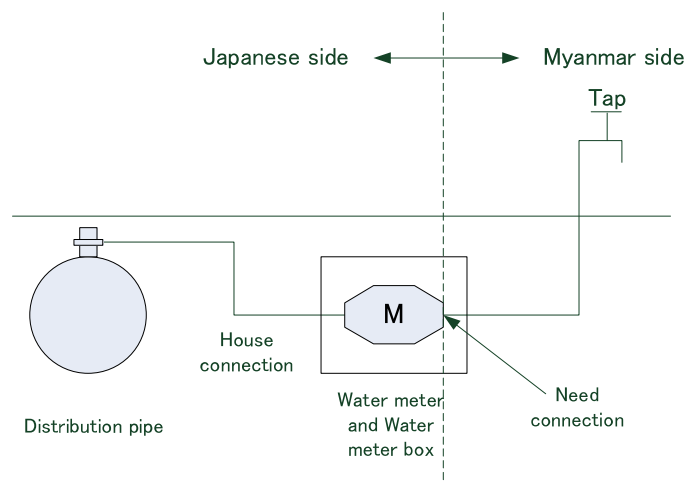 Japanese side
Myanmar side
Tap
M
House
connection
Water meter
and Water
meter box
Need
connection
Distribution pipe